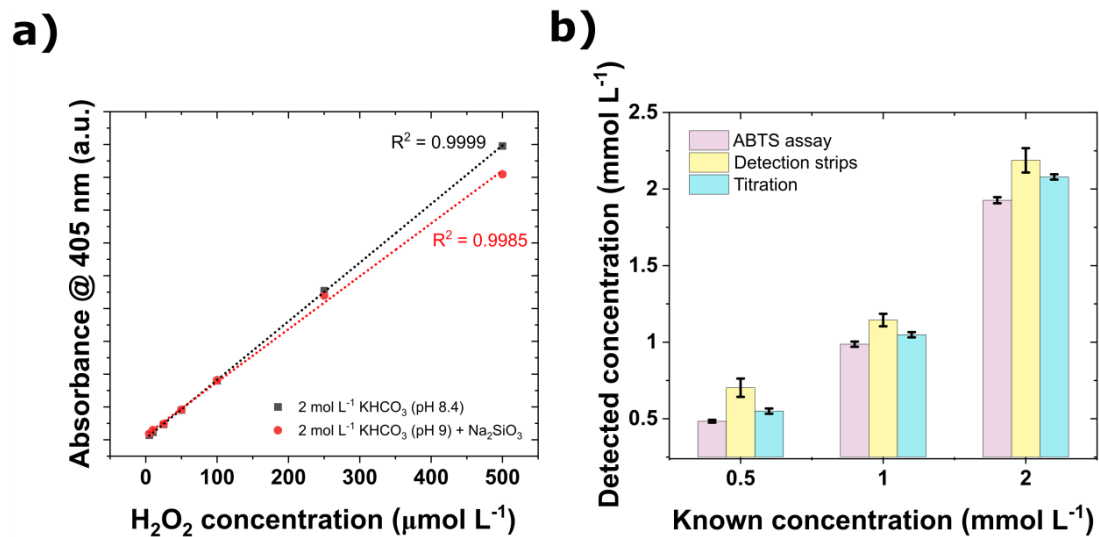 a)
Absorbance @ 405 nm (a.u.)
R² = 0.9999
R² = 0.9985
2 mol L⁻¹ KHCO₃ (pH 8.4)
2 mol L⁻¹ KHCO₃ (pH 9) + Na₂SiO₃
0 100 200 300 400 500
H₂O₂ concentration (μmol L⁻¹)
b)
Detected concentration (mmol L⁻¹)
2.5
2
1.5
1
0.5
ABTS assay
Detection strips
Titration
0.5 1 2
Known concentration (mmol L⁻¹)